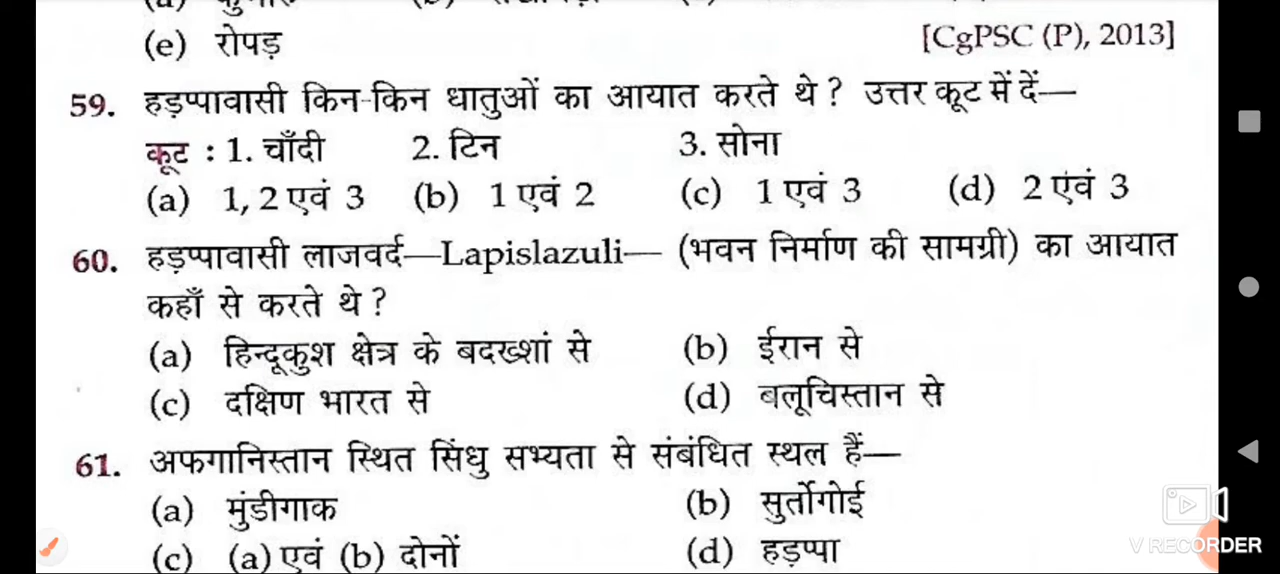 (e) रोपड़ [CgPSC (P), 2013]
59. हड़प्पावासी किन-किन धातुओं का आयात करते थे? उत्तर कूट में दें—
कूट : 1. चाँदी 2. टिन 3. सोना
(a) 1, 2 एवं 3 (b) 1 एवं 2 (c) 1 एवं 3 (d) 2 एवं 3
60. हड़प्पावासी लाजवर्द—Lapislazuli— (भवन निर्माण की सामग्री) का आयात
कहाँ से करते थे?
(a) हिन्दूकुश क्षेत्र के बदख्शां से (b) ईरान से
(c) दक्षिण भारत से (d) बलूचिस्तान से
61. अफगानिस्तान स्थित सिंधु सभ्यता से संबंधित स्थल हैं—
(a) मुंडीगाक (b) सुर्तोगोई
(c) (a) एवं (b) दोनों (d) हड़प्पा
V RECORDER